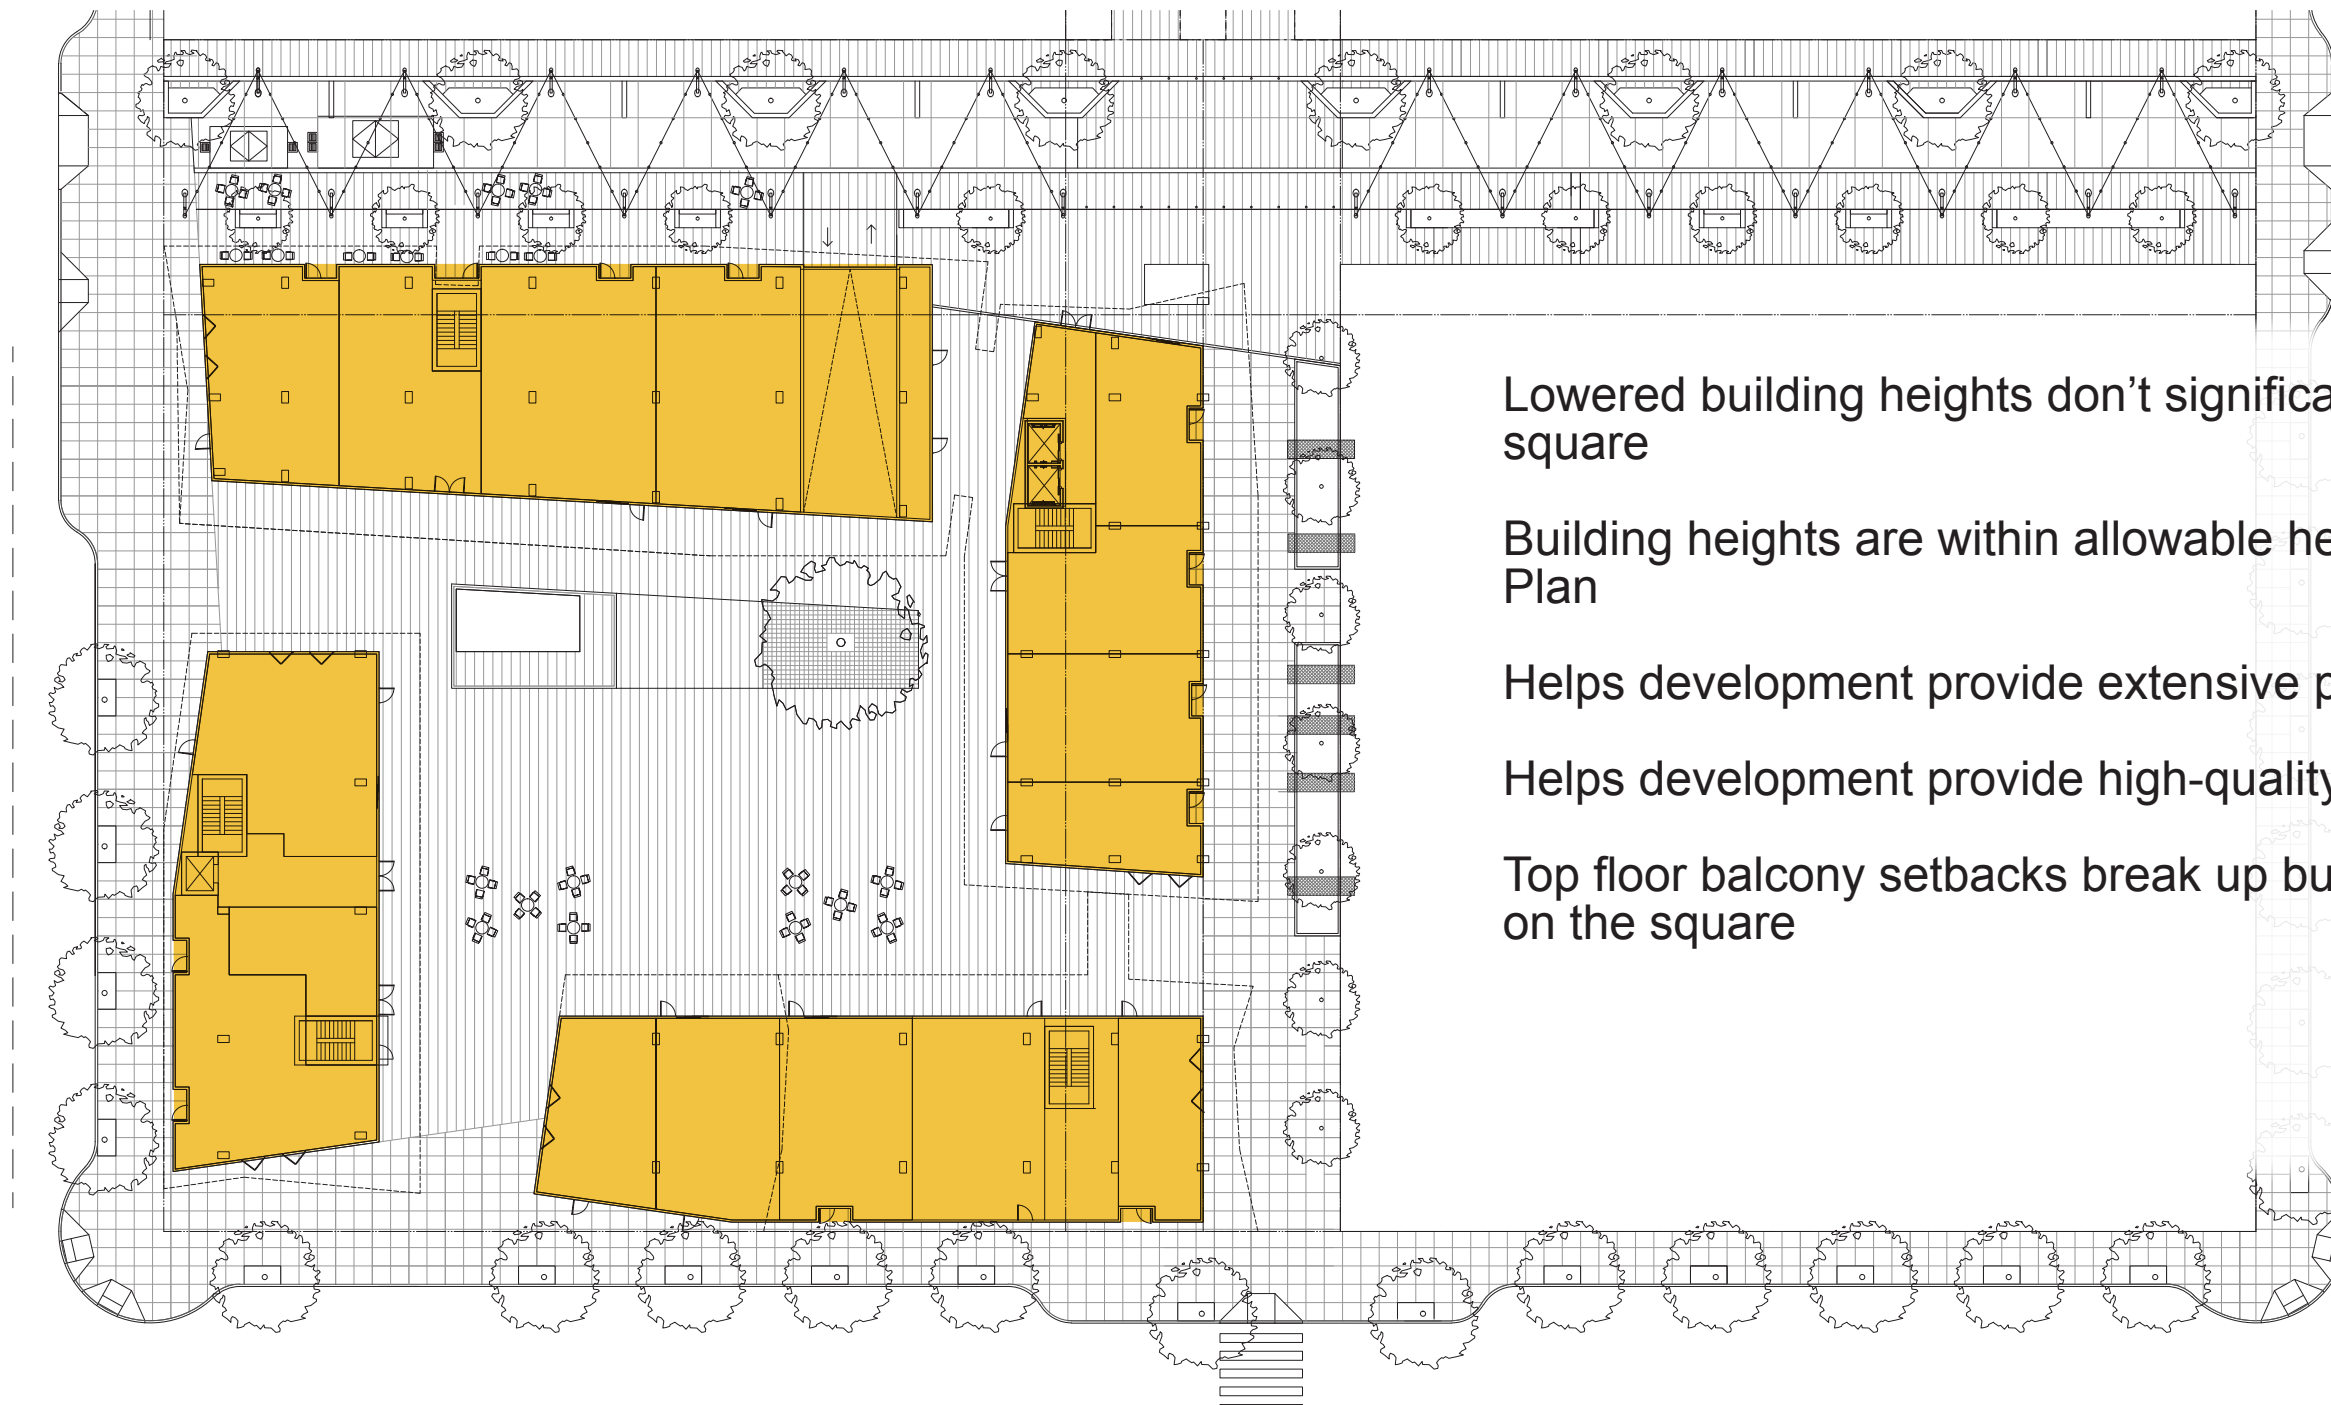 Lowered building heights don’t significa
square
Building heights are within allowable he
Plan
Helps development provide extensive p
Helps development provide high-quality
Top floor balcony setbacks break up bu
on the square